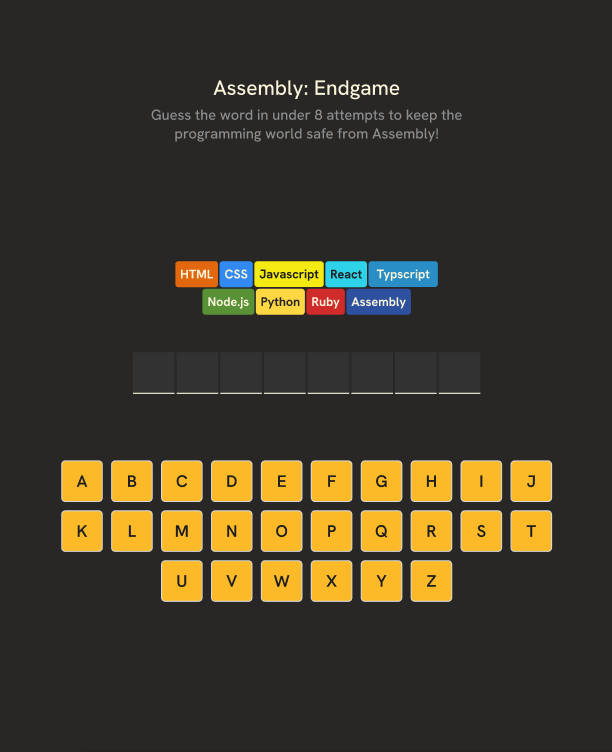 Assembly: Endgame
Guess the word in under 8 attempts to keep the
programming world safe from Assembly!
HTML CSS Javascript React Typscript
Node.js Python Ruby Assembly
A B C D E F G H I J
K L M N O P Q R S T
U V W X Y Z